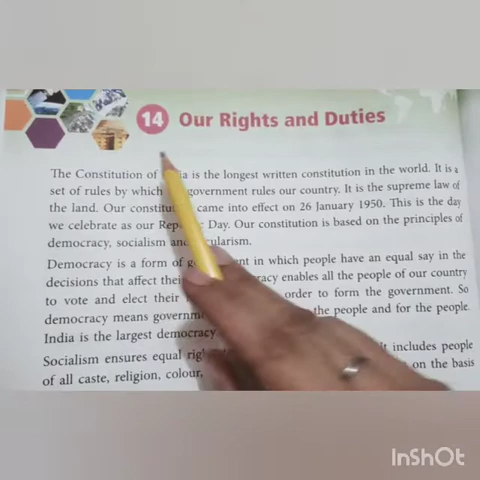 14 Our Rights and Duties
The Constitution of is the longest written constitution in the world. It is a
set of rules by which government rules our country. It is the supreme law of
the land. Our constitu came into effect on 26 January 1950. This is the day
we celebrate as our Rep Day. Our constitution is based on the principles of
democracy, socialism and ularism.
Democracy is a form of g ent in which people have an equal say in the
decisions that affect thei acy enables all the people of our country
to vote and elect their order to form the government. So
democracy means governm the people and for the people.
India is the largest democracy
Socialism ensures equal righ it includes people
of all caste, religion, colour, on the basis
InShOt